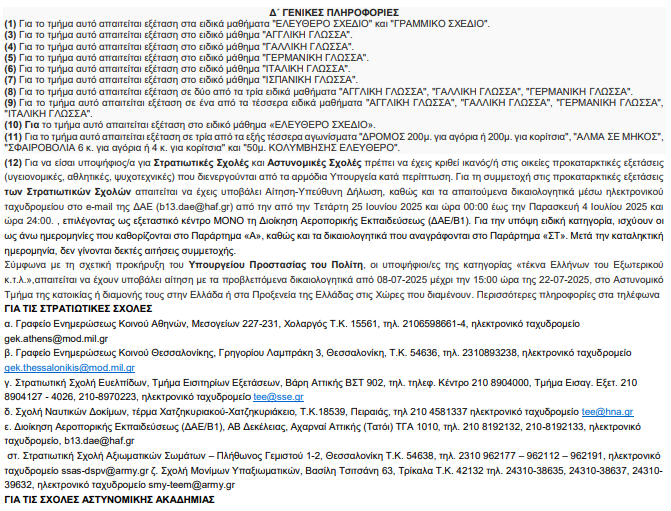 Δ΄ ΓΕΝΙΚΕΣ ΠΛΗΡΟΦΟΡΙΕΣ
(1) Για το τμήμα αυτό απαιτείται εξέταση στα ειδικά μαθήματα "ΕΛΕΥΘΕΡΟ ΣΧΕΔΙΟ" και "ΓΡΑΜΜΙΚΟ ΣΧΕΔΙΟ".
(3) Για το τμήμα αυτό απαιτείται εξέταση στο ειδικό μάθημα "ΑΓΓΛΙΚΗ ΓΛΩΣΣΑ".
(4) Για το τμήμα αυτό απαιτείται εξέταση στο ειδικό μάθημα "ΓΑΛΛΙΚΗ ΓΛΩΣΣΑ".
(5) Για το τμήμα αυτό απαιτείται εξέταση στο ειδικό μάθημα "ΓΕΡΜΑΝΙΚΗ ΓΛΩΣΣΑ".
(6) Για το τμήμα αυτό απαιτείται εξέταση στο ειδικό μάθημα "ΙΤΑΛΙΚΗ ΓΛΩΣΣΑ".
(7) Για το τμήμα αυτό απαιτείται εξέταση στο ειδικό μάθημα "ΙΣΠΑΝΙΚΗ ΓΛΩΣΣΑ".
(8) Για το τμήμα αυτό απαιτείται εξέταση σε δύο από τα τρία ειδικά μαθήματα "ΑΓΓΛΙΚΗ ΓΛΩΣΣΑ", "ΓΑΛΛΙΚΗ ΓΛΩΣΣΑ", "ΓΕΡΜΑΝΙΚΗ ΓΛΩΣΣΑ".
(9) Για το τμήμα αυτό απαιτείται εξέταση σε ένα από τα τέσσερα ειδικά μαθήματα "ΑΓΓΛΙΚΗ ΓΛΩΣΣΑ", "ΓΑΛΛΙΚΗ ΓΛΩΣΣΑ", "ΓΕΡΜΑΝΙΚΗ ΓΛΩΣΣΑ",
"ΙΤΑΛΙΚΗ ΓΛΩΣΣΑ".
(10) Για το τμήμα αυτό απαιτείται εξέταση στο ειδικό μάθημα «ΕΛΕΥΘΕΡΟ ΣΧΕΔΙΟ».
(11) Για το τμήμα αυτό απαιτείται εξέταση σε τρία από τα εξής τέσσερα αγωνίσματα "ΔΡΟΜΟΣ 200μ. για αγόρια ή 200μ. για κορίτσια", "ΑΛΜΑ ΣΕ ΜΗΚΟΣ",
"ΣΦΑΙΡΟΒΟΛΙΑ 6 κ. για αγόρια ή 4 κ. για κορίτσια" και "50μ. ΚΟΛΥΜΒΗΣΗΣ ΕΛΕΥΘΕΡΟ".
(12) Για να είσαι υποψήφιος/α για Στρατιωτικές Σχολές και Αστυνομικές Σχολές πρέπει να έχεις κριθεί ικανός/ή στις οικείες προκαταρκτικές εξετάσεις
(υγειονομικές, αθλητικές, ψυχοτεχνικές) που διενεργούνται από τα αρμόδια Υπουργεία κατά περίπτωση. Για τη συμμετοχή στις προκαταρκτικές εξετάσεις
των Στρατιωτικών Σχολών απαιτείται να έχεις υποβάλει Αίτηση-Υπεύθυνη Δήλωση, καθώς και τα απαιτούμενα δικαιολογητικά μέσω ηλεκτρονικού
ταχυδρομείου στο e-mail της ΔΑΕ (b13.dae@haf.gr) από την από την Τετάρτη 25 Ιουνίου 2025 και ώρα 00:00 έως την Παρασκευή 4 Ιουλίου 2025 και
ώρα 24:00. , επιλέγοντας ως εξεταστικό κέντρο ΜΟΝΟ τη Διοίκηση Αεροπορικής Εκπαιδεύσεως (ΔΑΕ/Β1). Για την υπόψη ειδική κατηγορία, ισχύουν οι
ως άνω ημερομηνίες που καθορίζονται στο Παράρτημα «Α», καθώς και τα δικαιολογητικά που αναγράφονται στο Παράρτημα «ΣΤ». Μετά την καταληκτική
ημερομηνία, δεν γίνονται δεκτές αιτήσεις συμμετοχής.
Σύμφωνα με τη σχετική προκήρυξη του Υπουργείου Προστασίας του Πολίτη, οι υποψήφιοι/ες της κατηγορίας «τέκνα Ελλήνων του Εξωτερικού
κ.τ.λ.»,απαιτείται να έχουν υποβάλει αίτηση με τα προβλεπόμενα δικαιολογητικά από 08-07-2025 μέχρι την 15:00 ώρα της 22-07-2025, στο Αστυνομικό
Τμήμα της κατοικίας ή διαμονής τους στην Ελλάδα ή στα Προξενεία της Ελλάδας στις Χώρες που διαμένουν. Περισσότερες πληροφορίες στα τηλέφωνα
ΓΙΑ ΤΙΣ ΣΤΡΑΤΙΩΤΙΚΕΣ ΣΧΟΛΕΣ
α. Γραφείο Ενημερώσεως Κοινού Αθηνών, Μεσογείων 227-231, Χολαργός Τ.Κ. 15561, τηλ. 2106598661-4, ηλεκτρονικό ταχυδρομείο
gek.athens@mod.mil.gr
β. Γραφείο Ενημερώσεως Κοινού Θεσσαλονίκης, Γρηγορίου Λαμπράκη 3, Θεσσαλονίκη, Τ.Κ. 54636, τηλ. 2310893238, ηλεκτρονικό ταχυδρομείο
gek.thessalonikis@mod.mil.gr
γ. Στρατιωτική Σχολή Ευελπίδων, Τμήμα Εισιτηρίων Εξετάσεων, Βάρη Αττικής ΒΣΤ 902, τηλ. τηλεφ. Κέντρο 210 8904000, Τμήμα Εισαγ. Εξετ. 210
8904127 - 4026, 210-8970223, ηλεκτρονικό ταχυδρομείο tee@sse.gr
δ. Σχολή Ναυτικών Δοκίμων, τέρμα Χατζηκυριακού-Χατζηκυριάκειο, Τ.Κ.18539, Πειραιάς, τηλ 210 4581337 ηλεκτρονικό ταχυδρομείο tee@hna.gr
ε. Διοίκηση Αεροπορικής Εκπαιδεύσεως (ΔΑΕ/Β1), ΑΒ Δεκέλειας, Αχαρναί Αττικής (Τατόι) ΤΓΑ 1010, τηλ. 210 8192132, 210-8192133, ηλεκτρονικό
ταχυδρομείο, b13.dae@haf.gr
στ. Στρατιωτική Σχολή Αξιωματικών Σωμάτων – Πλήθωνος Γεμιστού 1-2, Θεσσαλονίκη Τ.Κ. 54638, τηλ. 2310 962177 – 962112 – 962191, ηλεκτρονικό
ταχυδρομείο ssas-dspv@army.gr ζ. Σχολή Μονίμων Υπαξιωματικών, Βασίλη Τσιτσάνη 63, Τρίκαλα Τ.Κ. 42132 τηλ. 24310-38635, 24310-38637, 24310-
39632, ηλεκτρονικό ταχυδρομείο smy-teem@army.gr
ΓΙΑ ΤΙΣ ΣΧΟΛΕΣ ΑΣΤΥΝΟΜΙΚΗΣ ΑΚΑΔΗΜΙΑΣ